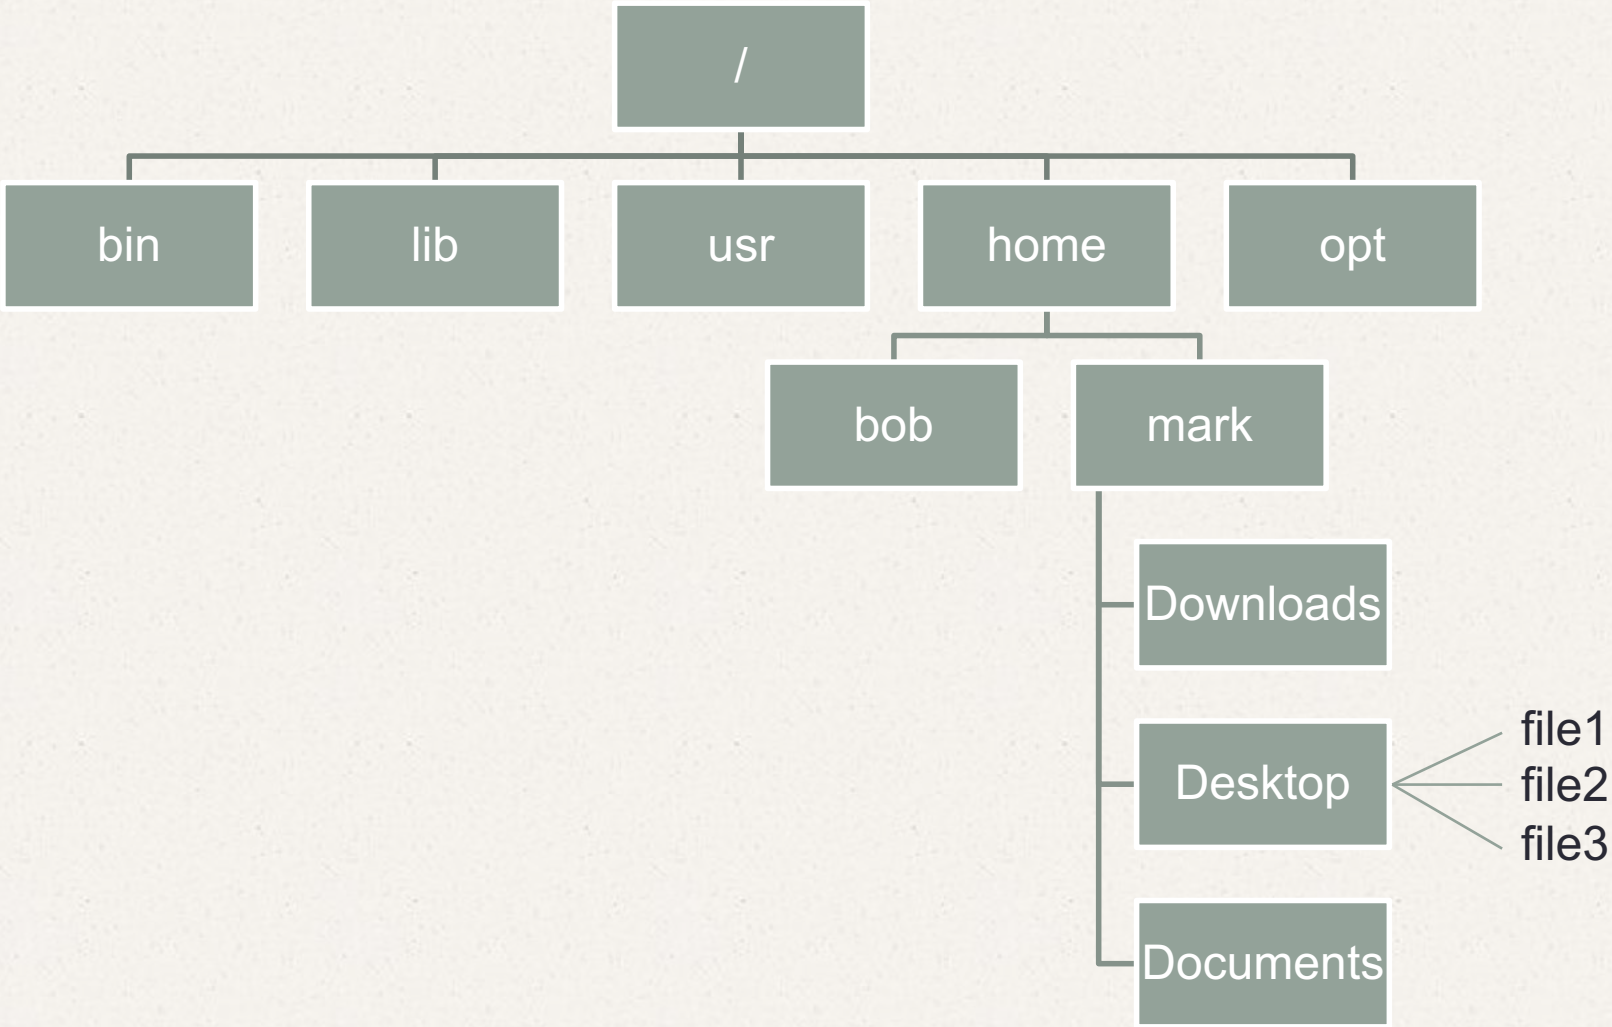 /
bin lib usr home opt
bob mark
Downloads
Desktop
file1
file2
file3
Documents